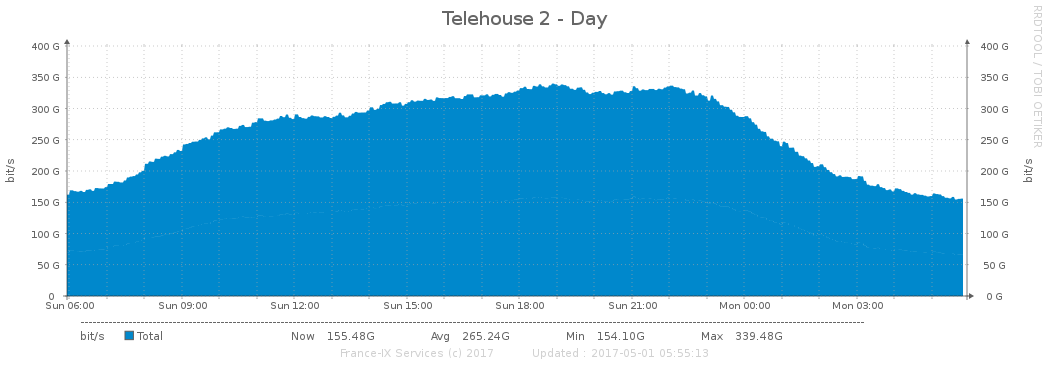 Telehouse 2 - Day
RRDTOOL / TOBI OETIKER
bit/s
bit/s
400 G 400 G
350 G 350 G
300 G 300 G
250 G 250 G
200 G 200 G
150 G 150 G
100 G 100 G
50 G 50 G
0 0 G
Sun 06:00 Sun 09:00 Sun 12:00 Sun 15:00 Sun 18:00 Sun 21:00 Mon 00:00 Mon 03:00
bit/s Total Now 155.48G Avg 265.24G Min 154.10G Max 339.48G
France-IX Services (c) 2017 Updated : 2017-05-01 05:55:13